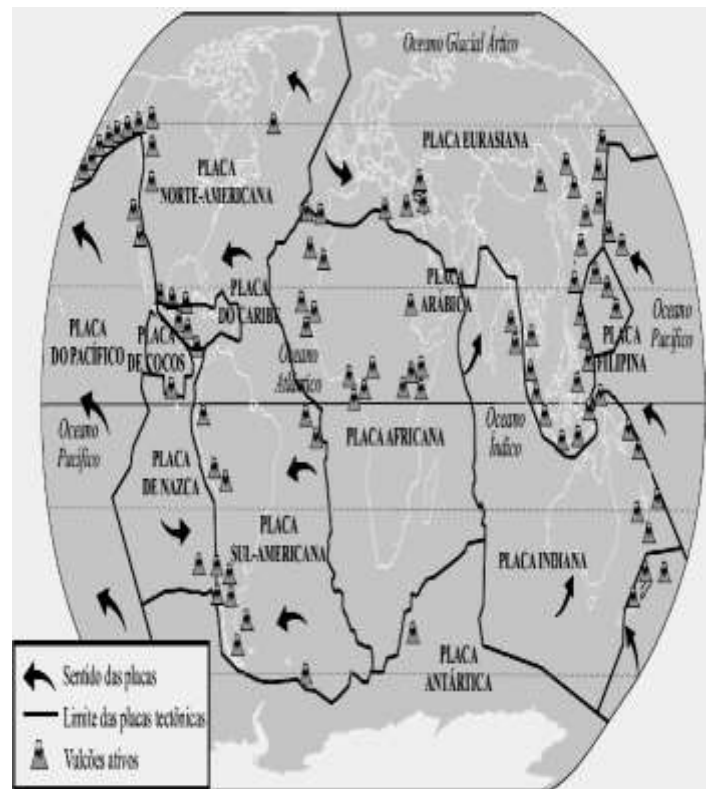 Oceano Glacial Ártico
PLACA EURASIANA
PLACA
NORTE-AMERICANA
PLACA
DO CARIBE
PLACA
ARÁBICA
PLACA
DO PACÍFICO
PLACA
DE COCOS
Oceano
Atlântico
Oceano
Pacífico
PLACA
FILIPINA
Oceano
Pacífico
PLACA AFRICANA
Oceano
Índico
PLACA
DE NAZCA
PLACA
SUL-AMERICANA
PLACA INDIANA
PLACA
ANTÁRTICA
Sentido das placas
Limite das placas tectônicas
Valcões ativos